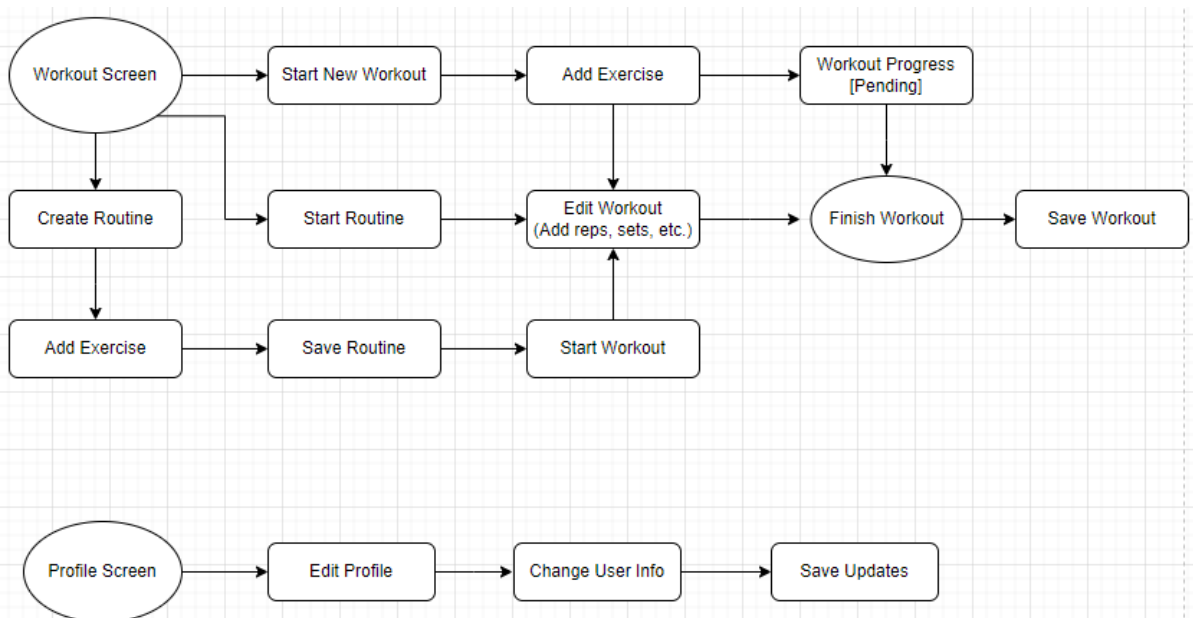 Workout Screen
Start New Workout
Add Exercise
Workout Progress
[Pending]
Create Routine
Start Routine
Edit Workout
(Add reps, sets, etc.)
Finish Workout
Save Workout
Add Exercise
Save Routine
Start Workout
Profile Screen
Edit Profile
Change User Info
Save Updates